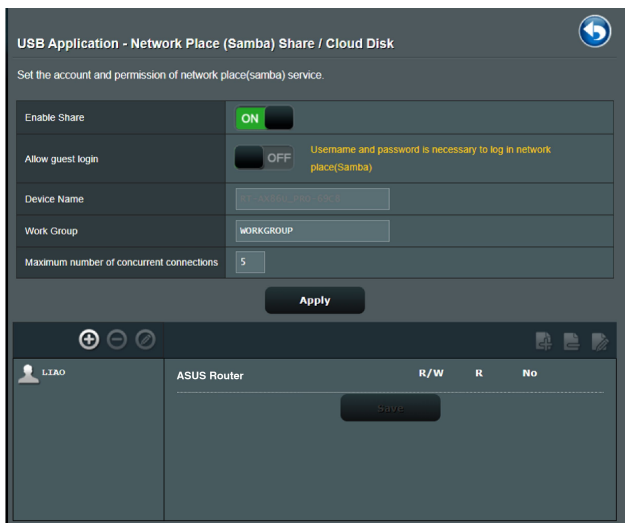 USB Application - Network Place (Samba) Share / Cloud Disk
Set the account and permission of network place(samba) service.
Enable Share ON
Allow guest login OFF Username and password is necessary to log in network
place(Samba)
Device Name
Work Group WORKGROUP
Maximum number of concurrent connections 5
Apply
LIAO
ASUS Router R/W R No
Save